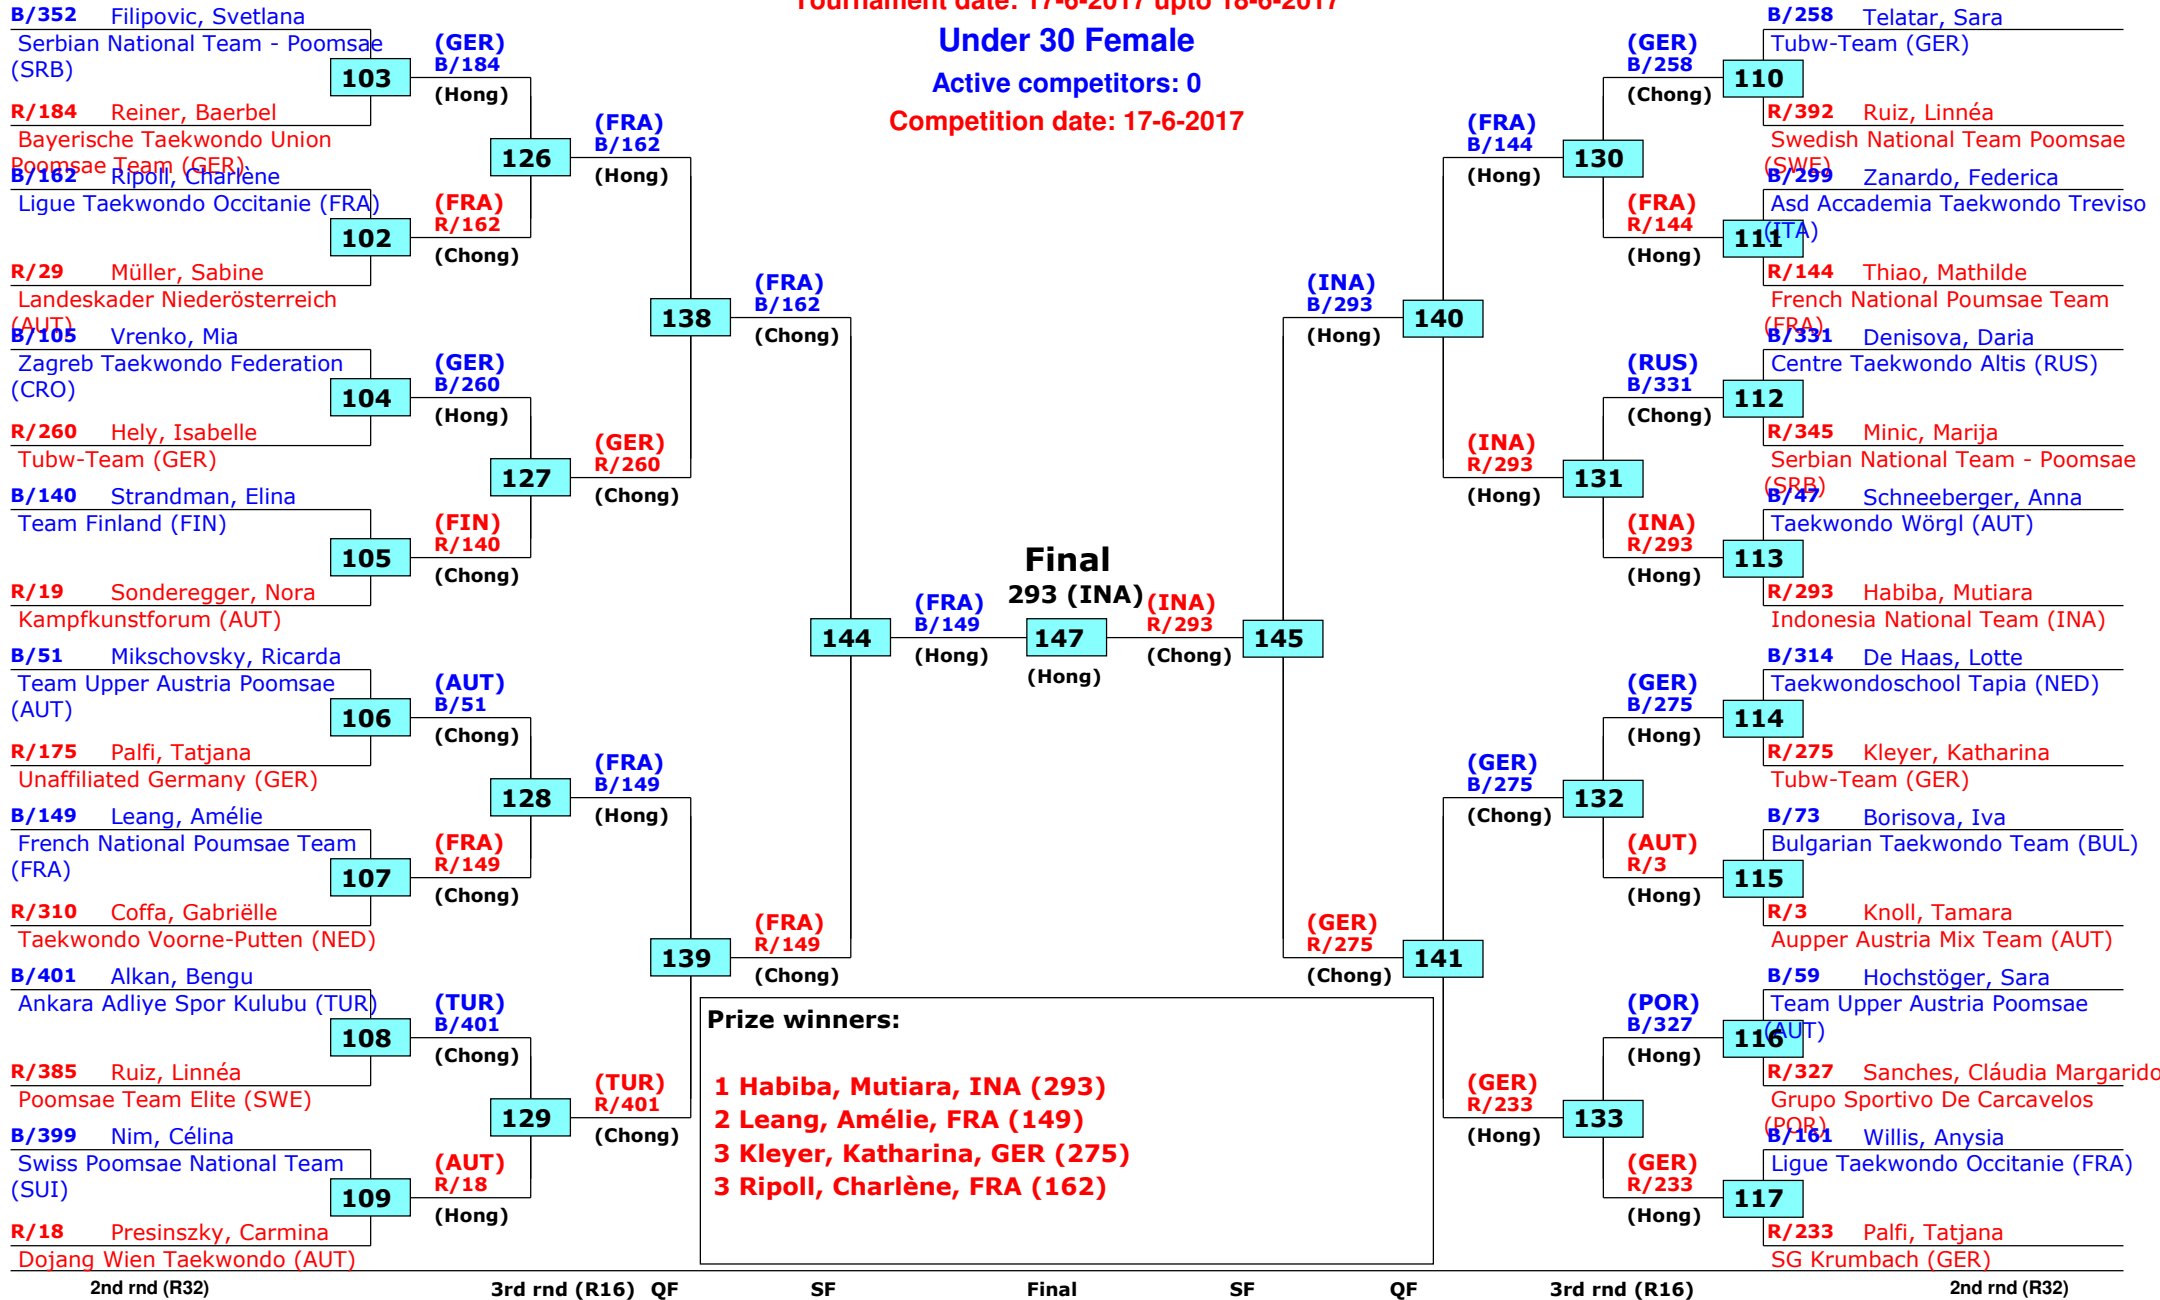 Tournament date: 17-6-2017 upto 18-6-2017
Under 30 Female
Active competitors: 0
Competition date: 17-6-2017
B/352 Filipovic, Svetlana
Serbian National Team - Poomsae
(SRB)
103
R/184 Reiner, Baerbel
Bayerische Taekwondo Union
Poomsae Team (GER)
B/162 Ripoll, Charlène
Ligue Taekwondo Occitanie (FRA)
102
R/29 Müller, Sabine
Landeskader Niederösterreich
(AUT)
B/105 Vrenko, Mia
Zagreb Taekwondo Federation
(CRO)
104
R/260 Hely, Isabelle
Tubw-Team (GER)
B/140 Strandman, Elina
Team Finland (FIN)
105
R/19 Sonderegger, Nora
Kampfkunstforum (AUT)
B/51 Mikschovsky, Ricarda
Team Upper Austria Poomsae
(AUT)
106
R/175 Palfi, Tatjana
Unaffiliated Germany (GER)
B/149 Leang, Amélie
French National Poumsae Team
(FRA)
107
R/310 Coffa, Gabriëlle
Taekwondo Voorne-Putten (NED)
B/401 Alkan, Bengu
Ankara Adliye Spor Kulubu (TUR)
108
R/385 Ruiz, Linnéa
Poomsae Team Elite (SWE)
B/399 Nim, Célina
Swiss Poomsae National Team
(SUI)
109
R/18 Presinszky, Carmina
Dojang Wien Taekwondo (AUT)
(GER)
B/184
(Hong)
126
(FRA)
R/162
(Chong)
(GER)
B/260
(Hong)
127
(FIN)
R/140
(Chong)
(AUT)
B/51
(Chong)
128
(FRA)
R/149
(Chong)
(TUR)
B/401
(Chong)
129
(AUT)
R/18
(Hong)
(FRA)
B/162
(Hong)
138
(GER)
R/260
(Chong)
(FRA)
B/149
(Hong)
139
(TUR)
R/401
(Chong)
(FRA)
B/162
(Chong)
144
(FRA)
R/149
(Chong)
(FRA)
B/149
(Hong)
Final
293 (INA)
147
(Hong)
(INA)
R/293
(Chong)
145
(INA)
B/293
(Hong)
140
(GER)
R/275
(Chong)
141
(FRA)
B/144
(Hong)
130
(INA)
R/293
(Hong)
131
(GER)
B/275
(Chong)
132
(GER)
R/233
(Hong)
133
(GER)
B/258
(Chong)
(FRA)
R/144
(Hong)
(RUS)
B/331
(Chong)
(INA)
R/293
(Hong)
(GER)
B/275
(Hong)
(AUT)
R/3
(Hong)
(POR)
B/327
(Hong)
(GER)
R/233
(Hong)
B/258 Telatar, Sara
Tubw-Team (GER)
110
R/392 Ruiz, Linnéa
Swedish National Team Poomsae
(SWE)
B/299 Zanardo, Federica
Asd Accademia Taekwondo Treviso
(ITA)
111
R/144 Thiao, Mathilde
French National Poumsae Team
(FRA)
B/331 Denisova, Daria
Centre Taekwondo Altis (RUS)
112
R/345 Minic, Marija
Serbian National Team - Poomsae
(SRB)
B/47 Schneeberger, Anna
Taekwondo Wörgl (AUT)
113
R/293 Habiba, Mutiara
Indonesia National Team (INA)
B/314 De Haas, Lotte
Taekwondoschool Tapia (NED)
114
R/275 Kleyer, Katharina
Tubw-Team (GER)
B/73 Borisova, Iva
Bulgarian Taekwondo Team (BUL)
115
R/3 Knoll, Tamara
Aupper Austria Mix Team (AUT)
B/59 Hochstöger, Sara
Team Upper Austria Poomsae
(AUT)
116
R/327 Sanches, Cláudia Margarido
Grupo Sportivo De Carcavelos
(POR)
B/161 Willis, Anysia
Ligue Taekwondo Occitanie (FRA)
117
R/233 Palfi, Tatjana
SG Krumbach (GER)
Prize winners:
1 Habiba, Mutiara, INA (293)
2 Leang, Amélie, FRA (149)
3 Kleyer, Katharina, GER (275)
3 Ripoll, Charlène, FRA (162)
2nd rnd (R32) 3rd rnd (R16) QF SF Final SF QF 3rd rnd (R16) 2nd rnd (R32)